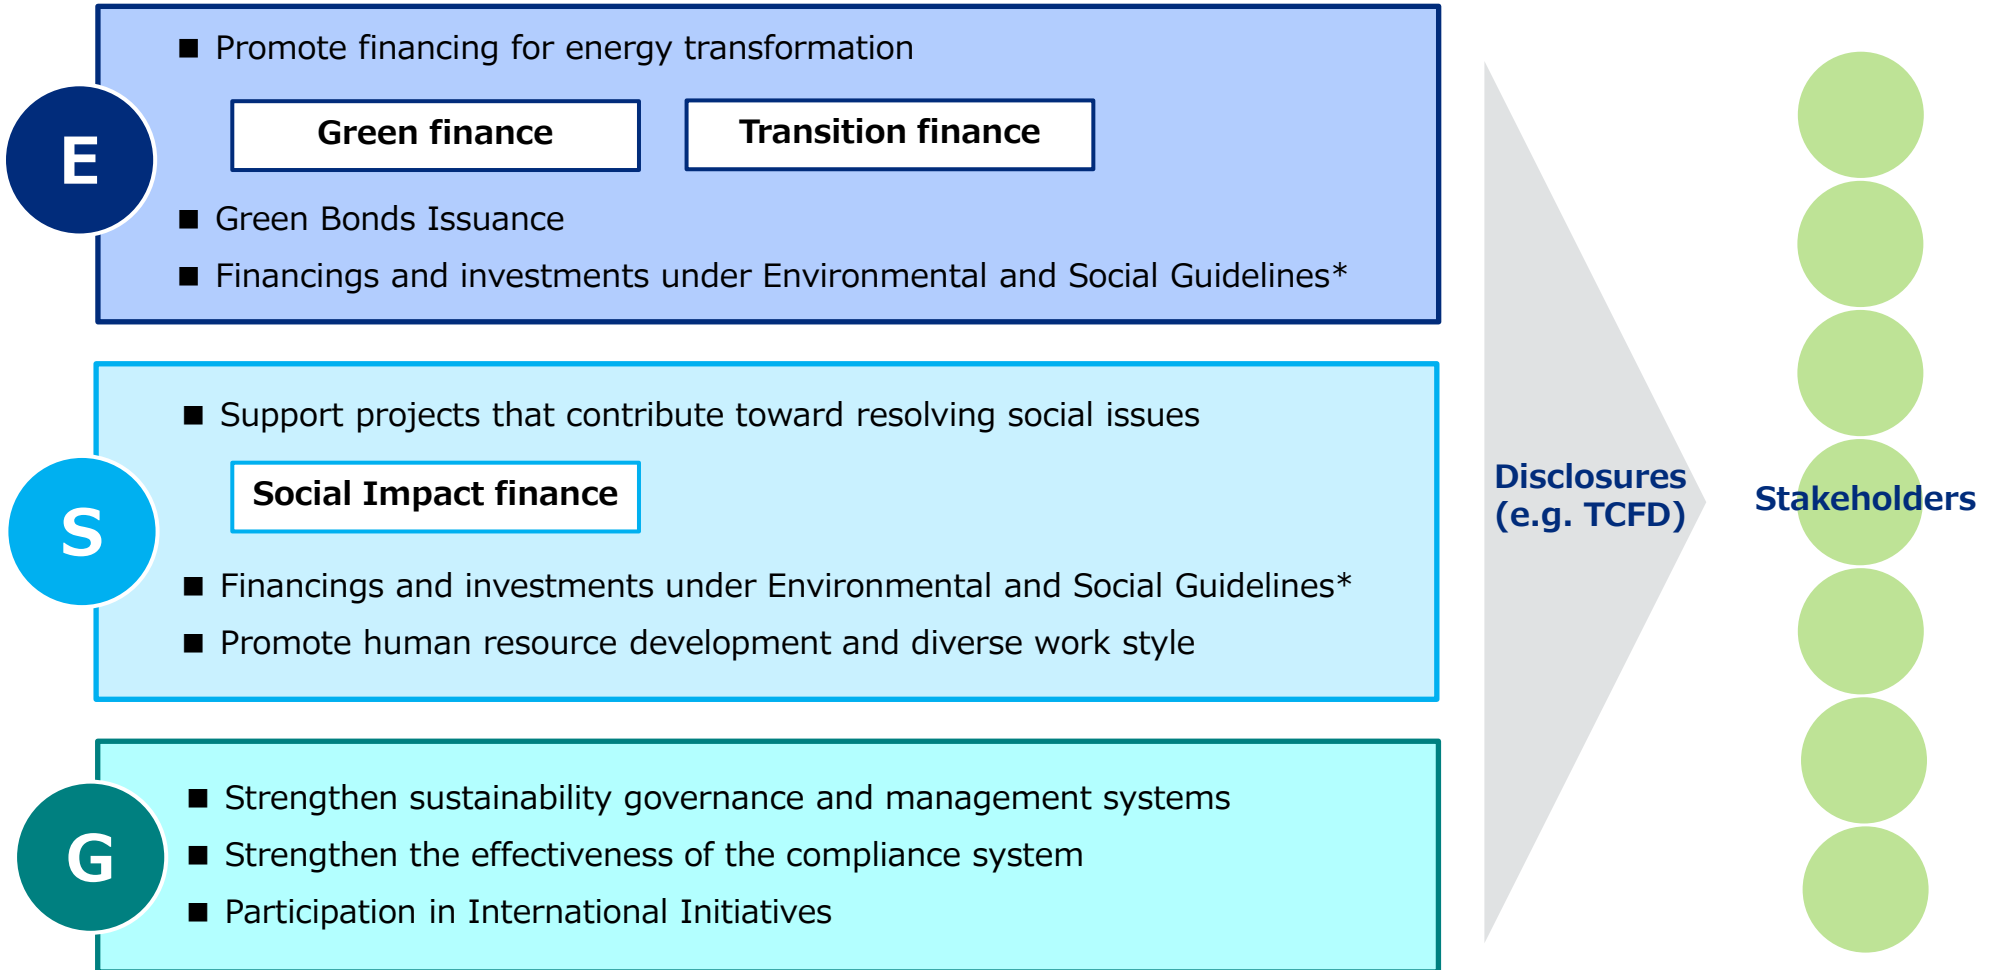 E
■ Promote financing for energy transformation
Green finance
Transition finance
■ Green Bonds Issuance
■ Financings and investments under Environmental and Social Guidelines*
S
■ Support projects that contribute toward resolving social issues
Social Impact finance
■ Financings and investments under Environmental and Social Guidelines*
■ Promote human resource development and diverse work style
G
■ Strengthen sustainability governance and management systems
■ Strengthen the effectiveness of the compliance system
■ Participation in International Initiatives
Disclosures
(e.g. TCFD)
Stakeholders